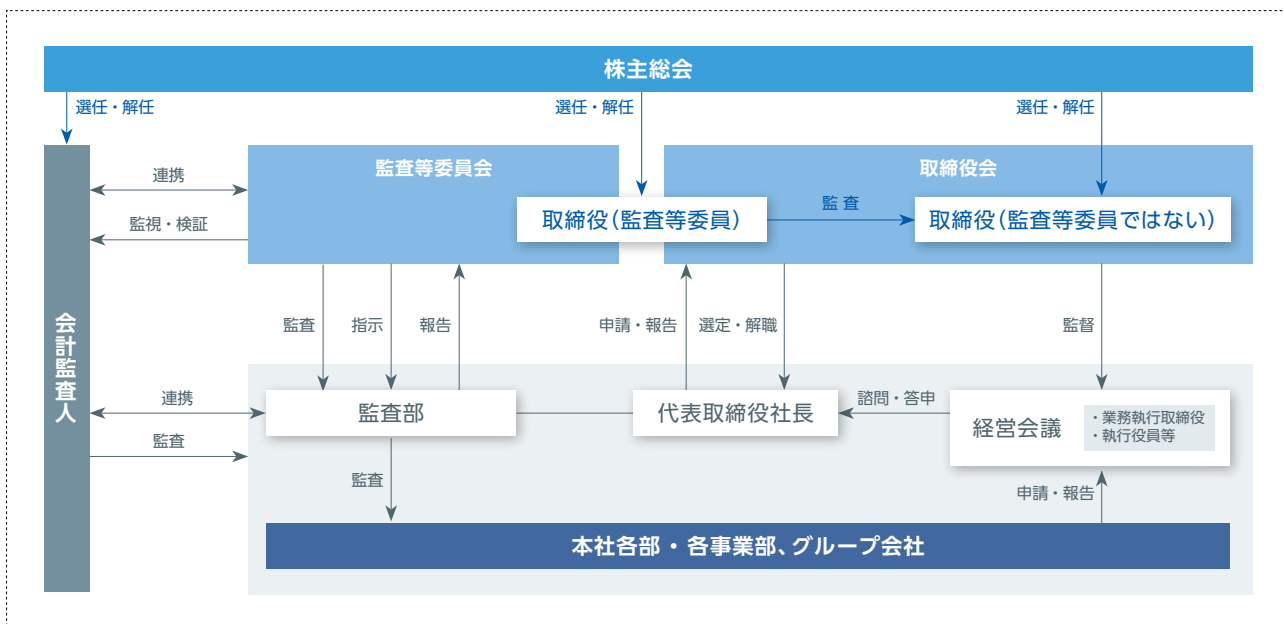 株主総会
選任・解任
選任・解任
選任・解任
会計監査人
連携
監視・検証
監査等委員会
取締役会
取締役（監査等委員）
監 査
取締役（監査等委員ではない）
監査
指示
報告
申請・報告
選定・解職
監督
連携
監査
監査部
代表取締役社長
諮問・答申
経営会議
・業務執行取締役
・執行役員等
監査
申請・報告
本社各部・各事業部、グループ会社